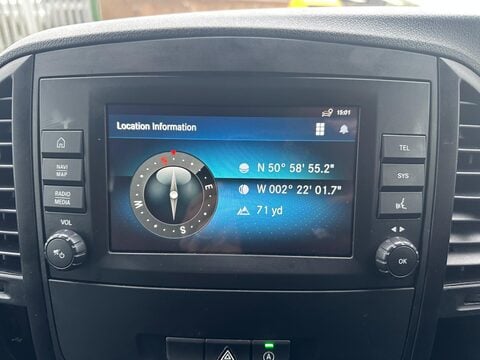 15:01
Location Information
N 50° 58' 55.2"
W 002° 22' 01.7"
71 yd
E
S
W
NAVI
MAP
RADIO
MEDIA
VOL
TEL
SYS
OK
A